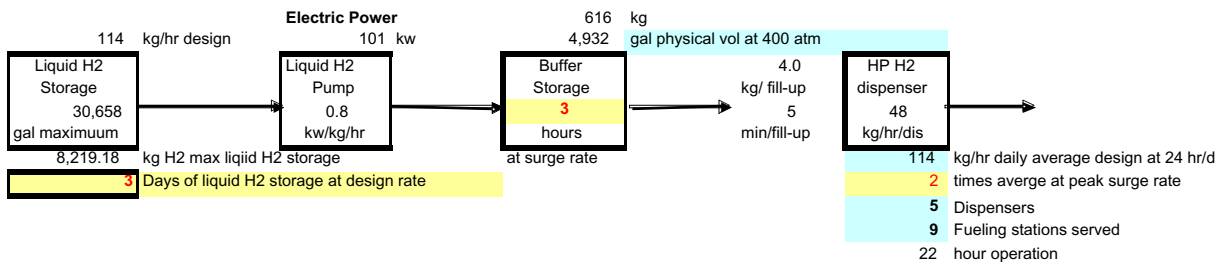 Electric Power 616 kg
114 kg/hr design 101 kw 4,932 gal physical vol at 400 atm
Liquid H2 Liquid H2 Buffer 4.0 HP H2
Storage Pump Storage kg/ fill-up dispenser
30,658 0.8 3 5 48
gal maximuum kw/kg/hr hours min/fill-up kg/hr/dis
8,219.18 kg H2 max liqiid H2 storage at surge rate 114 kg/hr daily average design at 24 hr/d
3 Days of liquid H2 storage at design rate 2 times averge at peak surge rate
5 Dispensers
9 Fueling stations served
22 hour operation